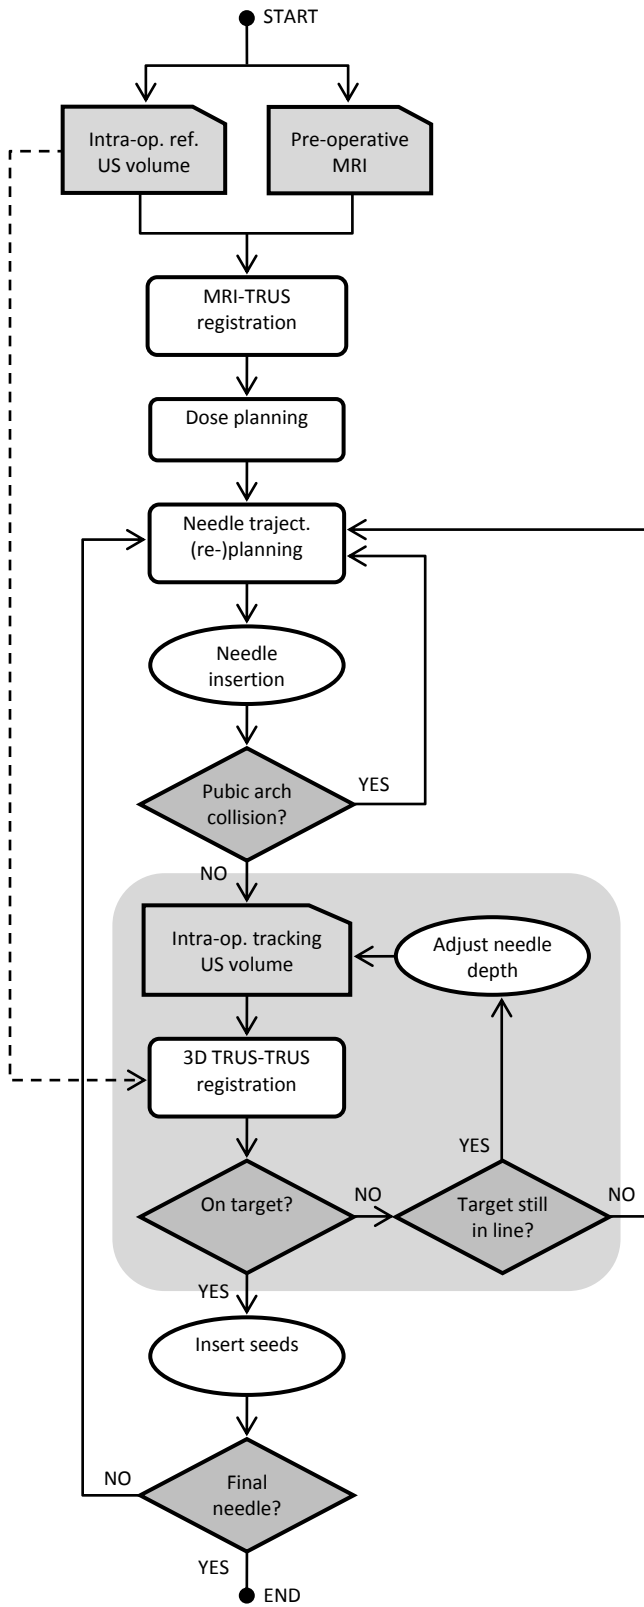 START
Intra-op. ref.
US volume
Pre-operative
MRI
MRI-TRUS
registration
Dose planning
Needle traject.
(re-)planning
Needle
insertion
Pubic arch
collision?
YES
NO
Intra-op. tracking
US volume
Adjust needle
depth
3D TRUS-TRUS
registration
YES
On target?
NO
Target still
in line?
NO
YES
Insert seeds
Final
needle?
NO
YES
END